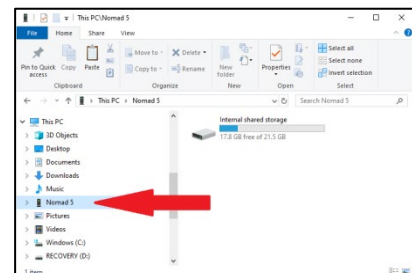 This PC\Nomad 5
File Home Share View
Pin to Quick access
Copy
Paste
Move to
Copy to
Delete
Rename
New folder
Properties
Select all
Select none
Invert selection
Clipboard Organize New Open Select
This PC > Nomad 5
Search Nomad 5
This PC
3D Objects
Desktop
Documents
Downloads
Music
Nomad 5
Pictures
Videos
Windows (C:)
RECOVERY (D:)
Internal shared storage
17.8 GB free of 21.5 GB
1 item